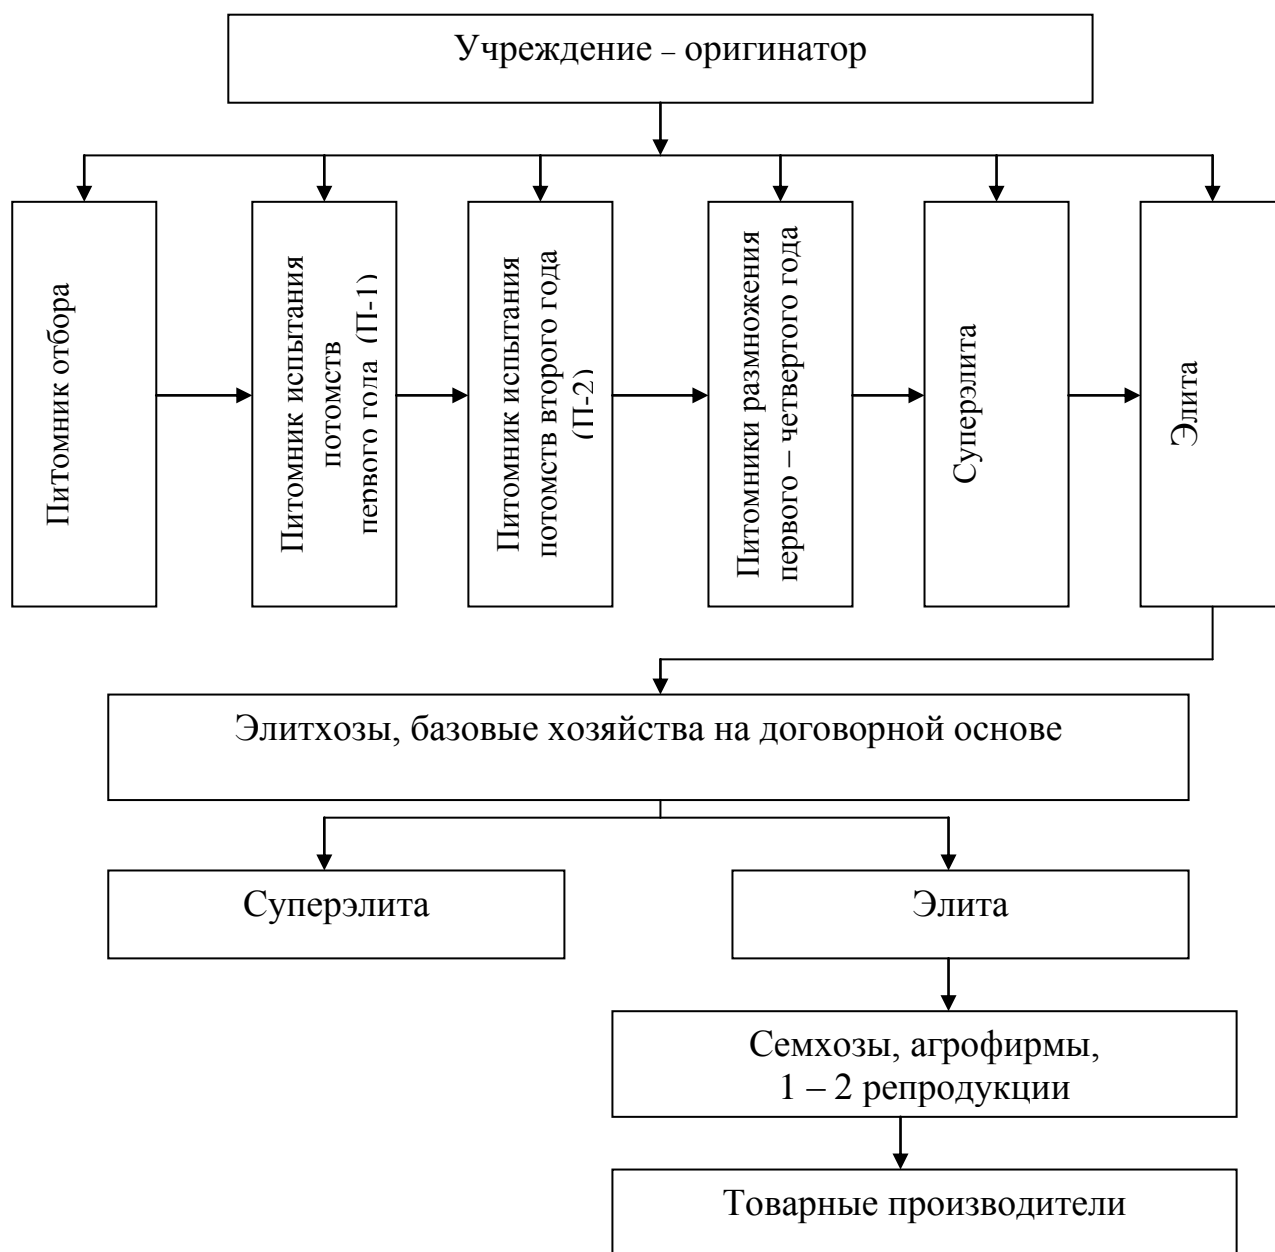 Учреждение – оригинатор
Питомник отбора
Питомник испытания
потомств
первого года (П-1)
Питомник испытания
потомств второго года
(П-2)
Питомники размножения
первого – четвертого года
Суперэлита
Элита
Элитхозы, базовые хозяйства на договорной основе
Суперэлита
Элита
Семхозы, агрофирмы,
1 – 2 репродукции
Товарные производители